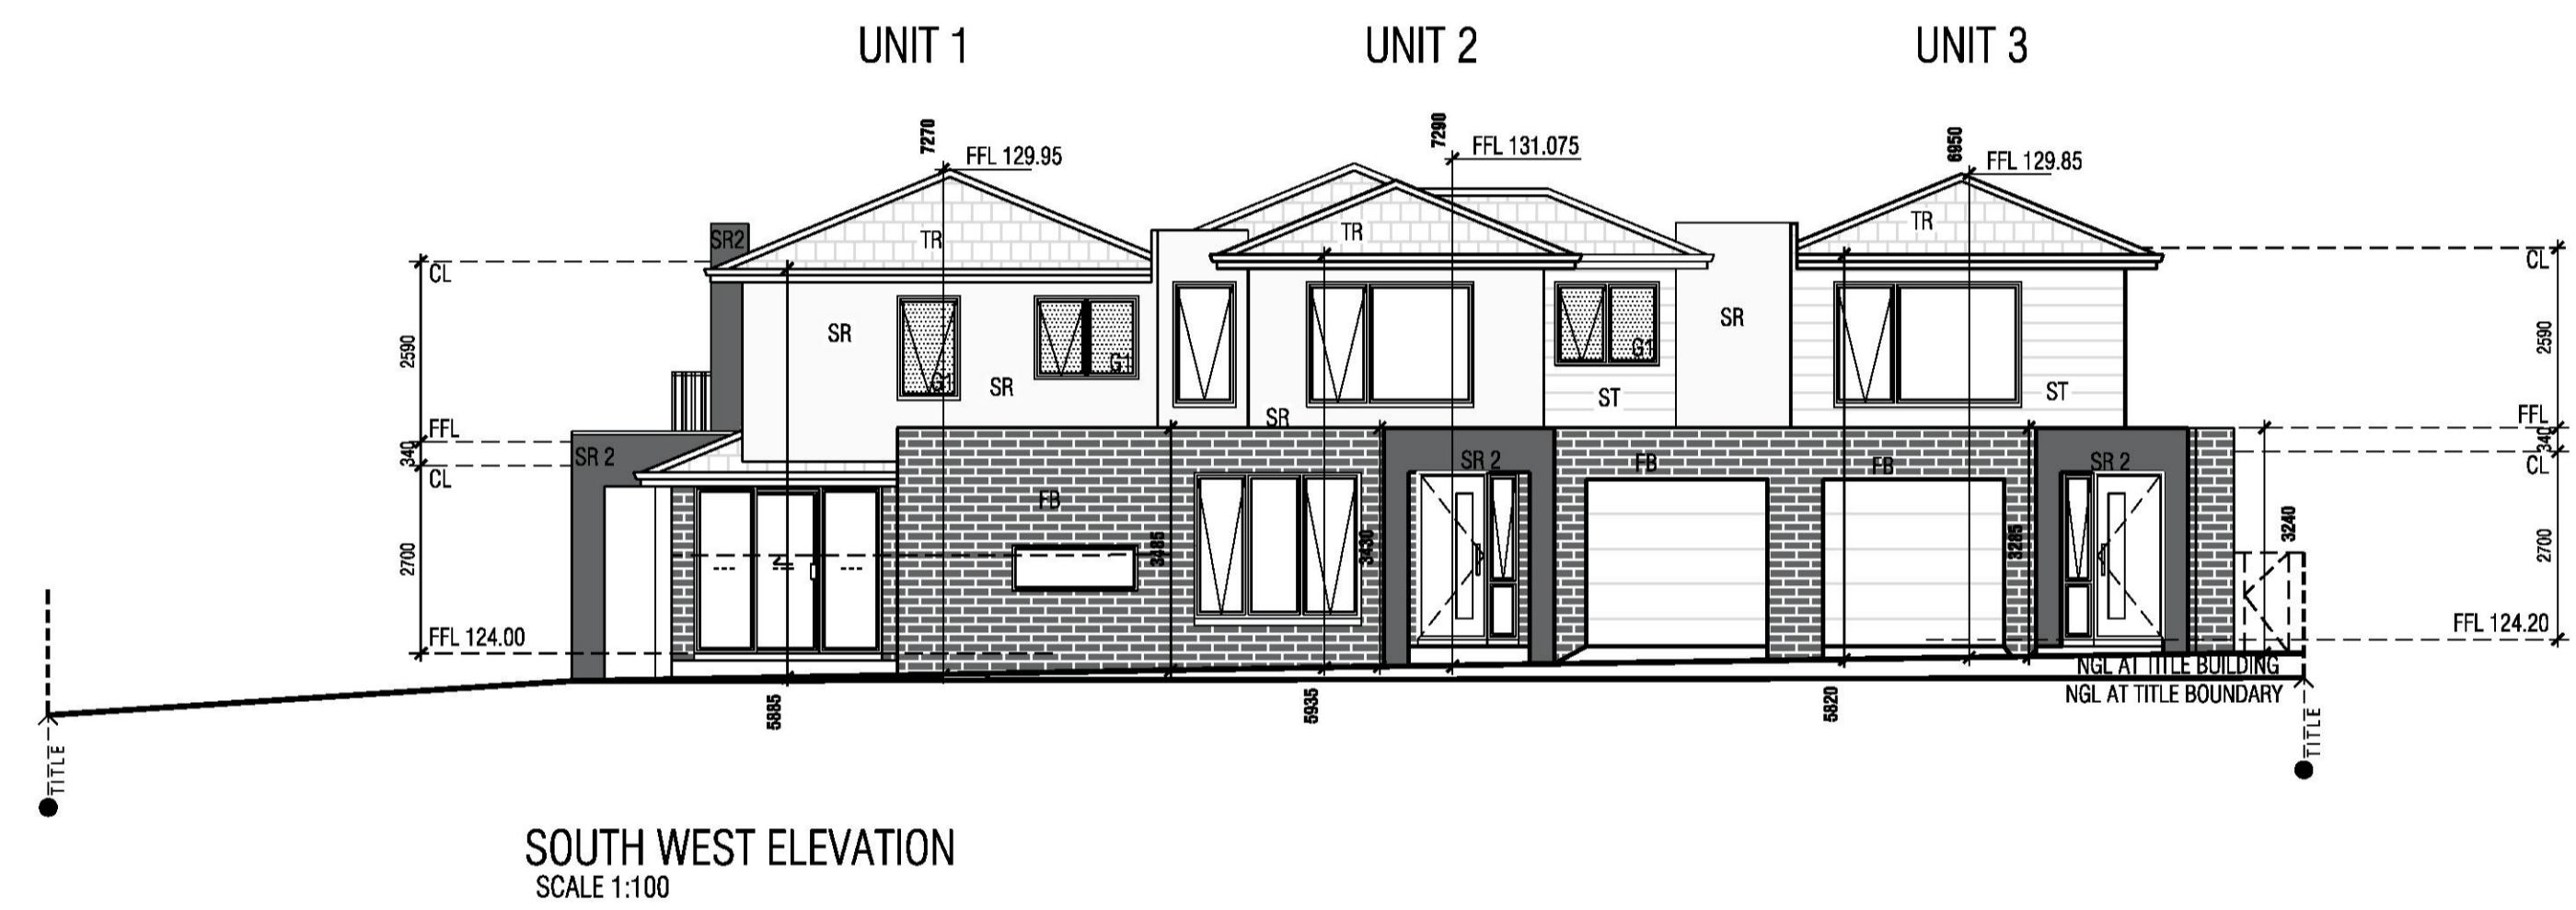 UNIT 1
UNIT 2
UNIT 3
7270
FFL 129.95
7290
FFL 131.075
6950
FFL 129.85
SR2
TR
TR
TR
CL
CL
2590
2590
SR
SR
G1
G1
SR
G1
ST
SR
ST
FFL
FFL
340
340
CL
CL
SR 2
FB
SR 2
FB
FB
SR 2
2700
2700
3485
3430
3285
3240
FFL 124.00
FFL 124.20
NGL AT TITLE BUILDING
NGL AT TITLE BOUNDARY
5885
5935
5820
TITLE
TITLE
SOUTH WEST ELEVATION
SCALE 1:100